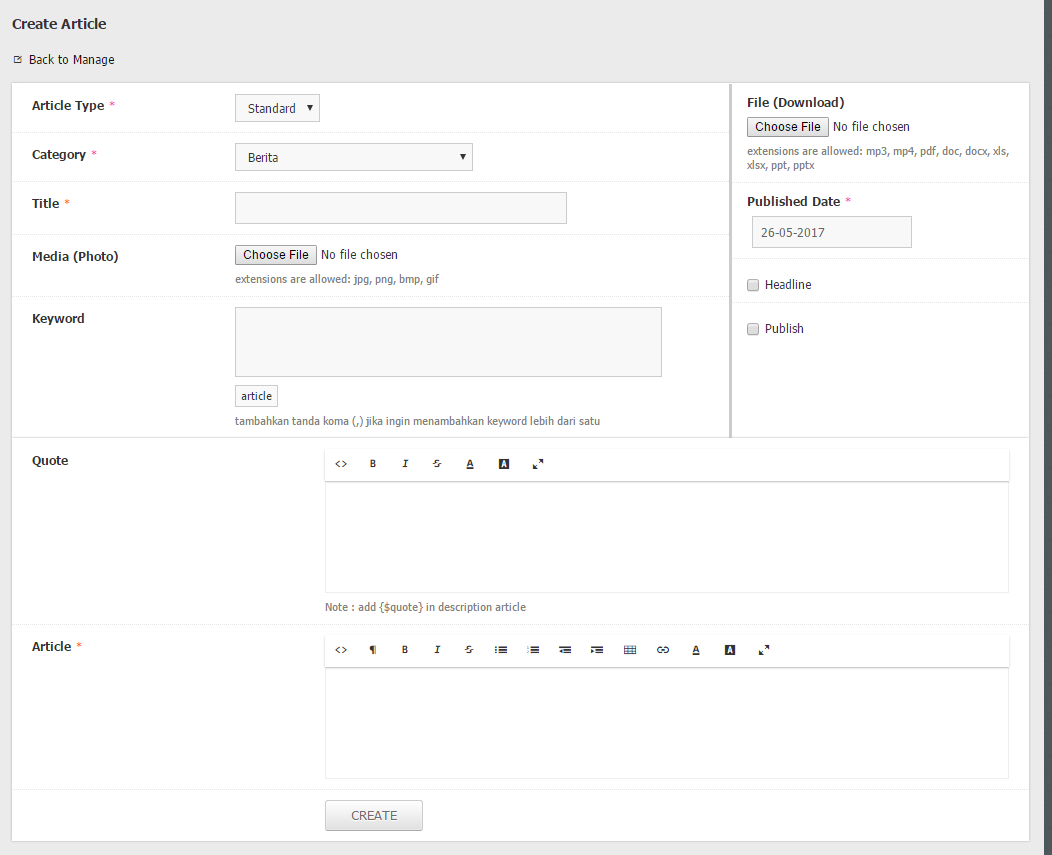 Create Article
Back to Manage
Article Type *
Standard
Category *
Berita
Title *
Media (Photo)
Choose File No file chosen
extensions are allowed: jpg, png, bmp, gif
Keyword
article
tambahkan tanda koma (,) jika ingin menambahkan keyword lebih dari satu
File (Download)
Choose File No file chosen
extensions are allowed: mp3, mp4, pdf, doc, docx, xls,
xlsx, ppt, pptx
Published Date *
26-05-2017
Headline
Publish
Quote
<> B I S A A
Note : add {$quote} in description article
Article *
<> ¶ B I S A A
CREATE